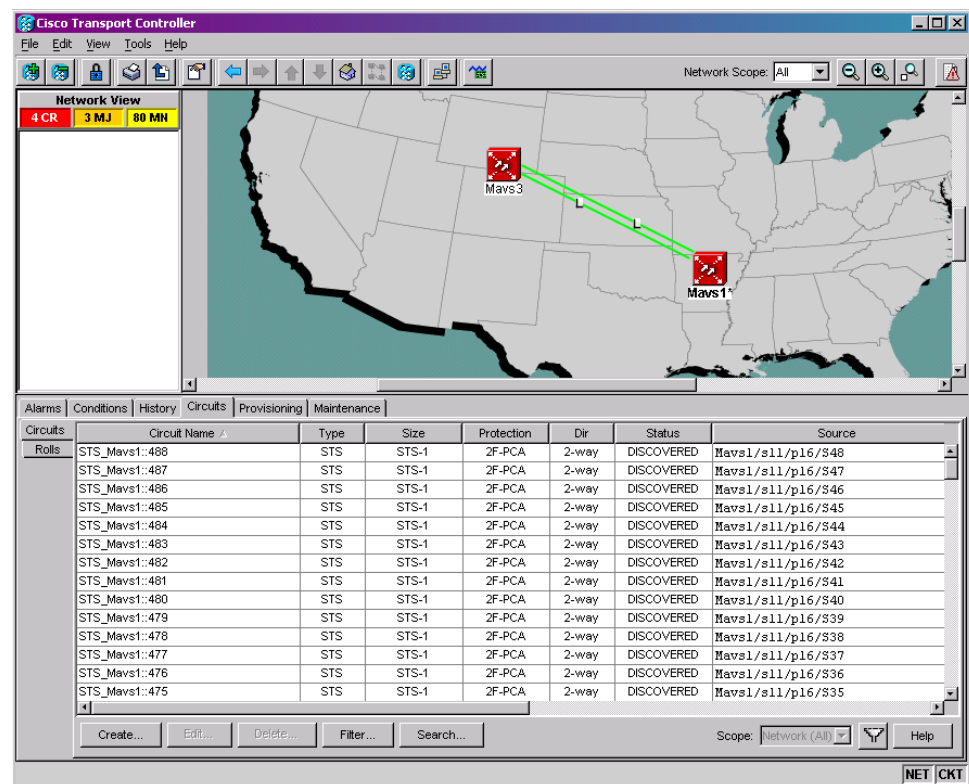 Cisco Transport Controller
File Edit View Tools Help
Network Scope: All
Network View
4 CR 3 MJ 80 MN
Mavs3
L
L
Mavs1*
Alarms Conditions History Circuits Provisioning Maintenance
Circuits
Rolls
Circuit Name Type Size Protection Dir Status Source
STS_Mavs1::488 STS STS-1 2F-PCA 2-way DISCOVERED Mavs1/s11/p16/S48
STS_Mavs1::487 STS STS-1 2F-PCA 2-way DISCOVERED Mavs1/s11/p16/S47
STS_Mavs1::486 STS STS-1 2F-PCA 2-way DISCOVERED Mavs1/s11/p16/S46
STS_Mavs1::485 STS STS-1 2F-PCA 2-way DISCOVERED Mavs1/s11/p16/S45
STS_Mavs1::484 STS STS-1 2F-PCA 2-way DISCOVERED Mavs1/s11/p16/S44
STS_Mavs1::483 STS STS-1 2F-PCA 2-way DISCOVERED Mavs1/s11/p16/S43
STS_Mavs1::482 STS STS-1 2F-PCA 2-way DISCOVERED Mavs1/s11/p16/S42
STS_Mavs1::481 STS STS-1 2F-PCA 2-way DISCOVERED Mavs1/s11/p16/S41
STS_Mavs1::480 STS STS-1 2F-PCA 2-way DISCOVERED Mavs1/s11/p16/S40
STS_Mavs1::479 STS STS-1 2F-PCA 2-way DISCOVERED Mavs1/s11/p16/S39
STS_Mavs1::478 STS STS-1 2F-PCA 2-way DISCOVERED Mavs1/s11/p16/S38
STS_Mavs1::477 STS STS-1 2F-PCA 2-way DISCOVERED Mavs1/s11/p16/S37
STS_Mavs1::476 STS STS-1 2F-PCA 2-way DISCOVERED Mavs1/s11/p16/S36
STS_Mavs1::475 STS STS-1 2F-PCA 2-way DISCOVERED Mavs1/s11/p16/S35
Create... Edit... Delete... Filter... Search... Scope: Network (All) Help
NET CKT